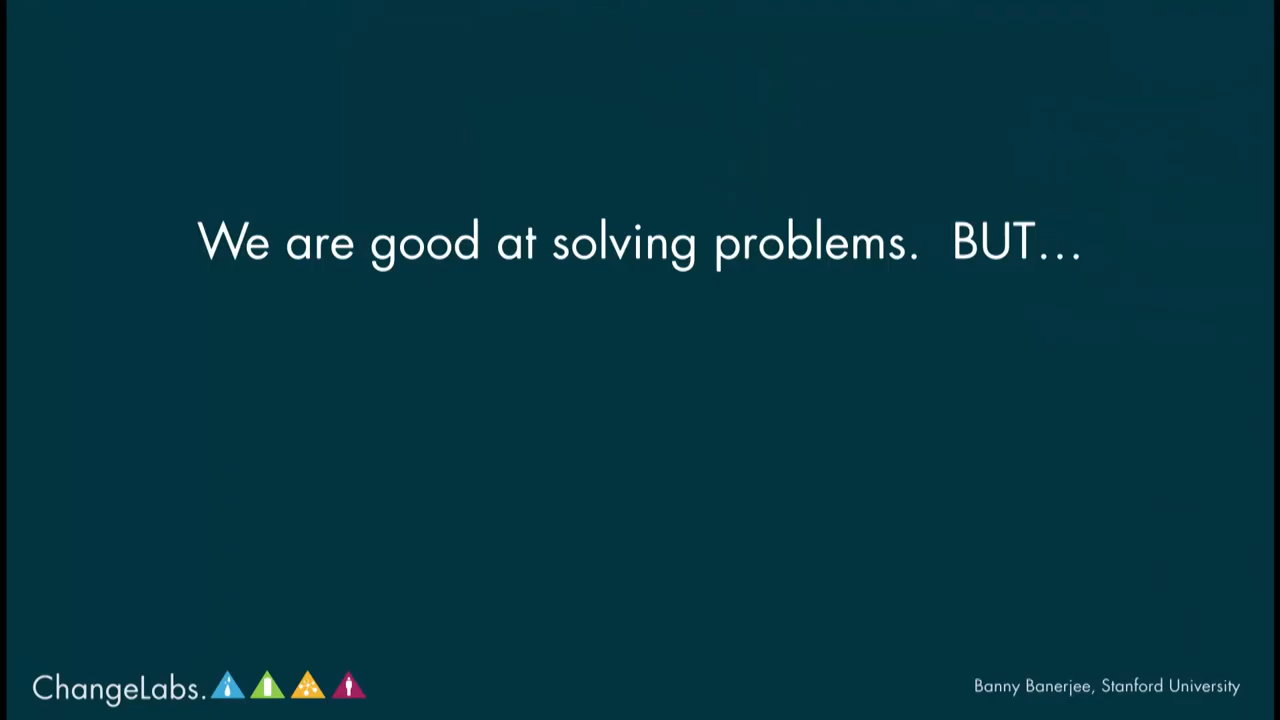 We are good at solving problems.  BUT...
ChangeLabs.
Banny Banerjee, Stanford University